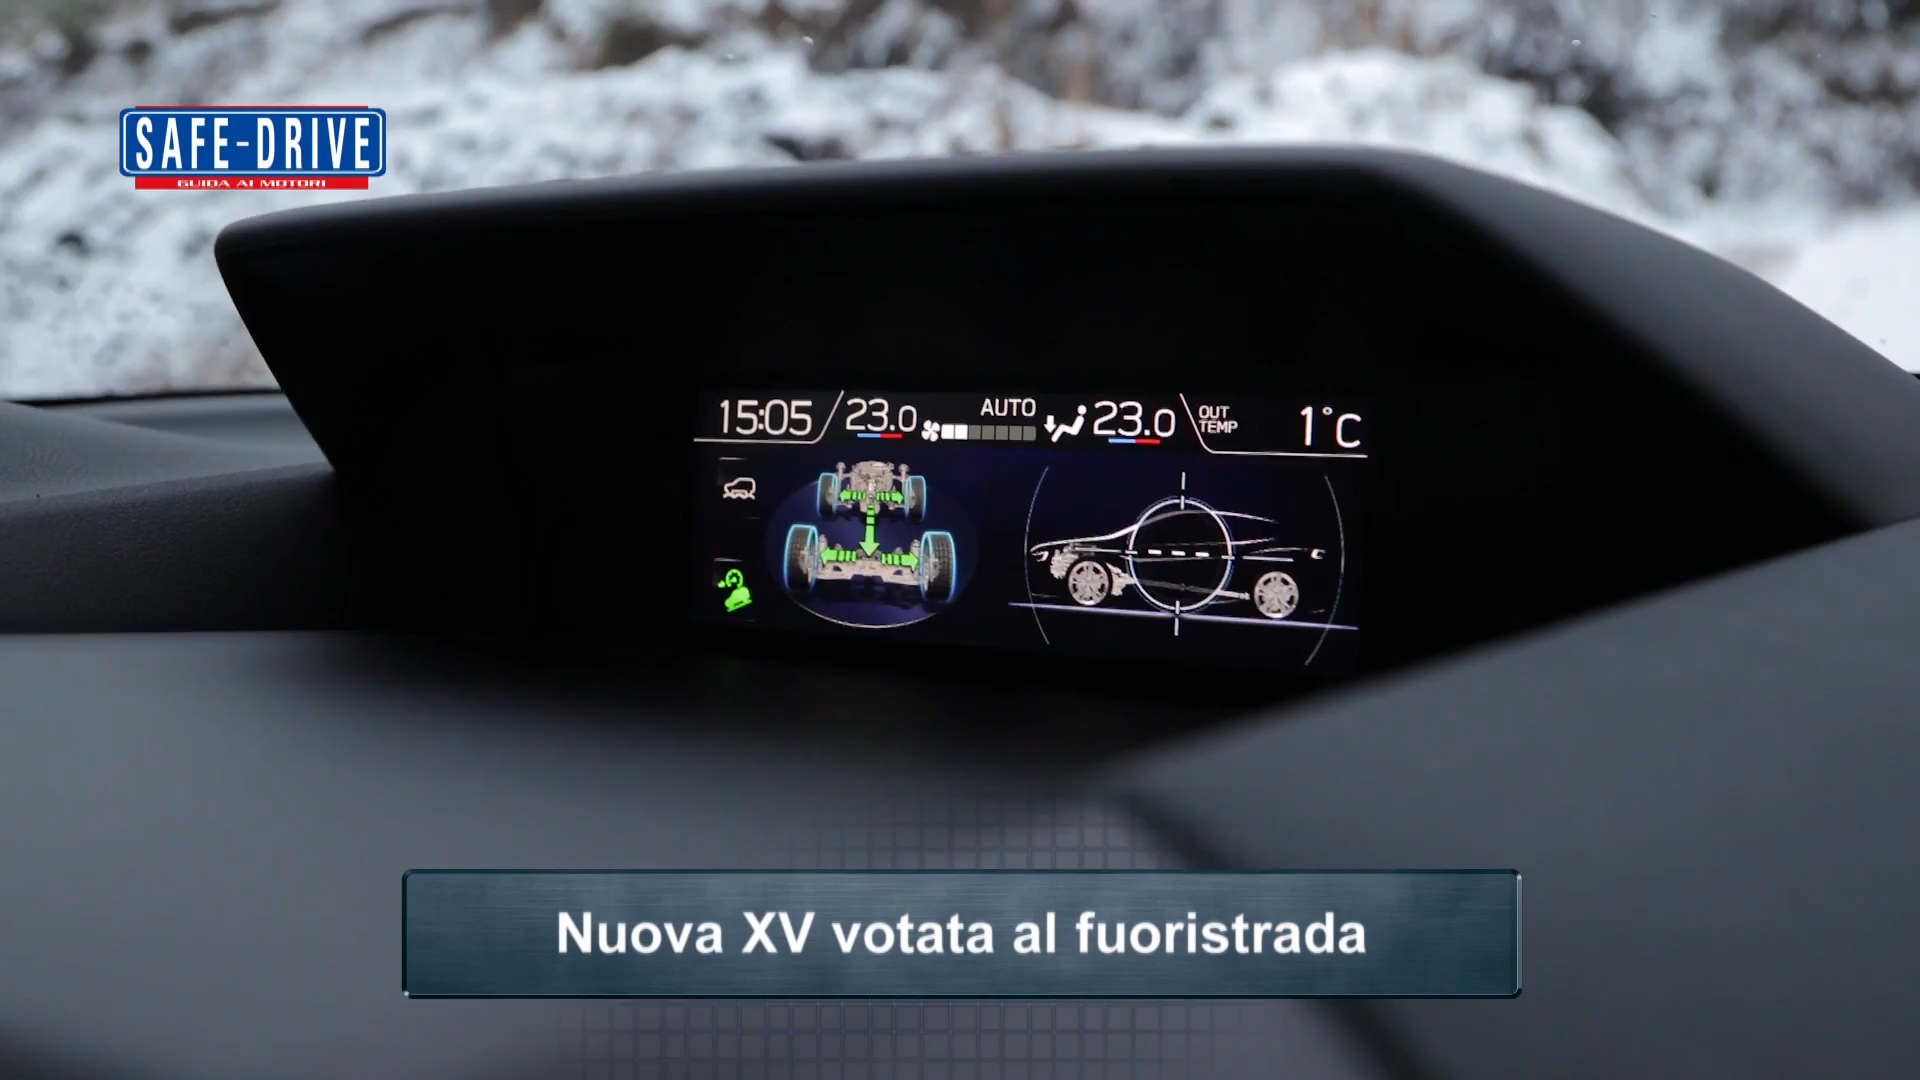 SAFE-DRIVE
GUIDA AI MOTORI
15:05 23.0 AUTO 23.0 OUT TEMP 1°C
Nuova XV votata al fuoristrada